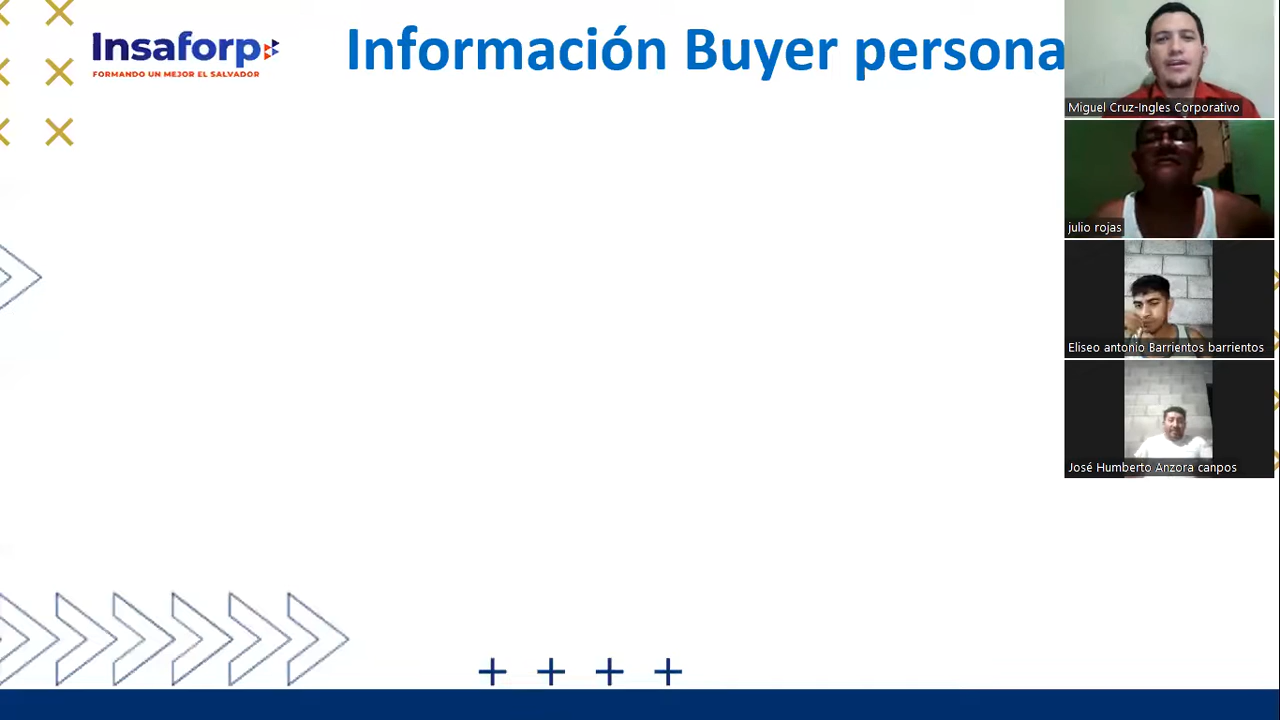 Insaforp
FORMANDO UN MEJOR EL SALVADOR
Información Buyer persona
Miguel Cruz-Ingles Corporativo
julio rojas
Eliseo antonio Barrientos barrientos
José Humberto Anzora canpos